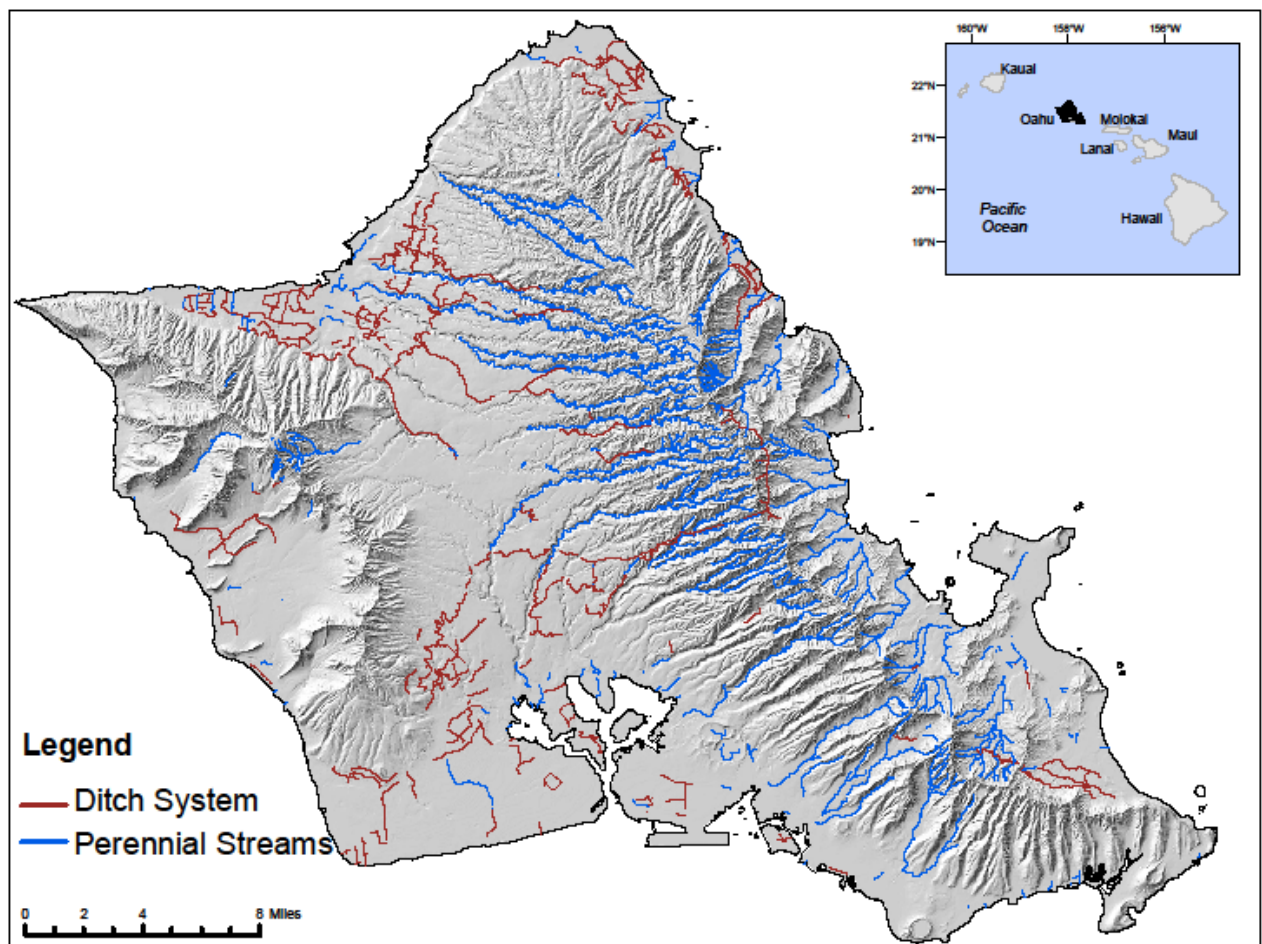 160°W 158°W 156°W
22°N
21°N
20°N
19°N
Kauai
Oahu
Molokai
Lanai
Maui
Hawaii
Pacific
Ocean
Legend
Ditch System
Perennial Streams
0 2 4 8 Miles